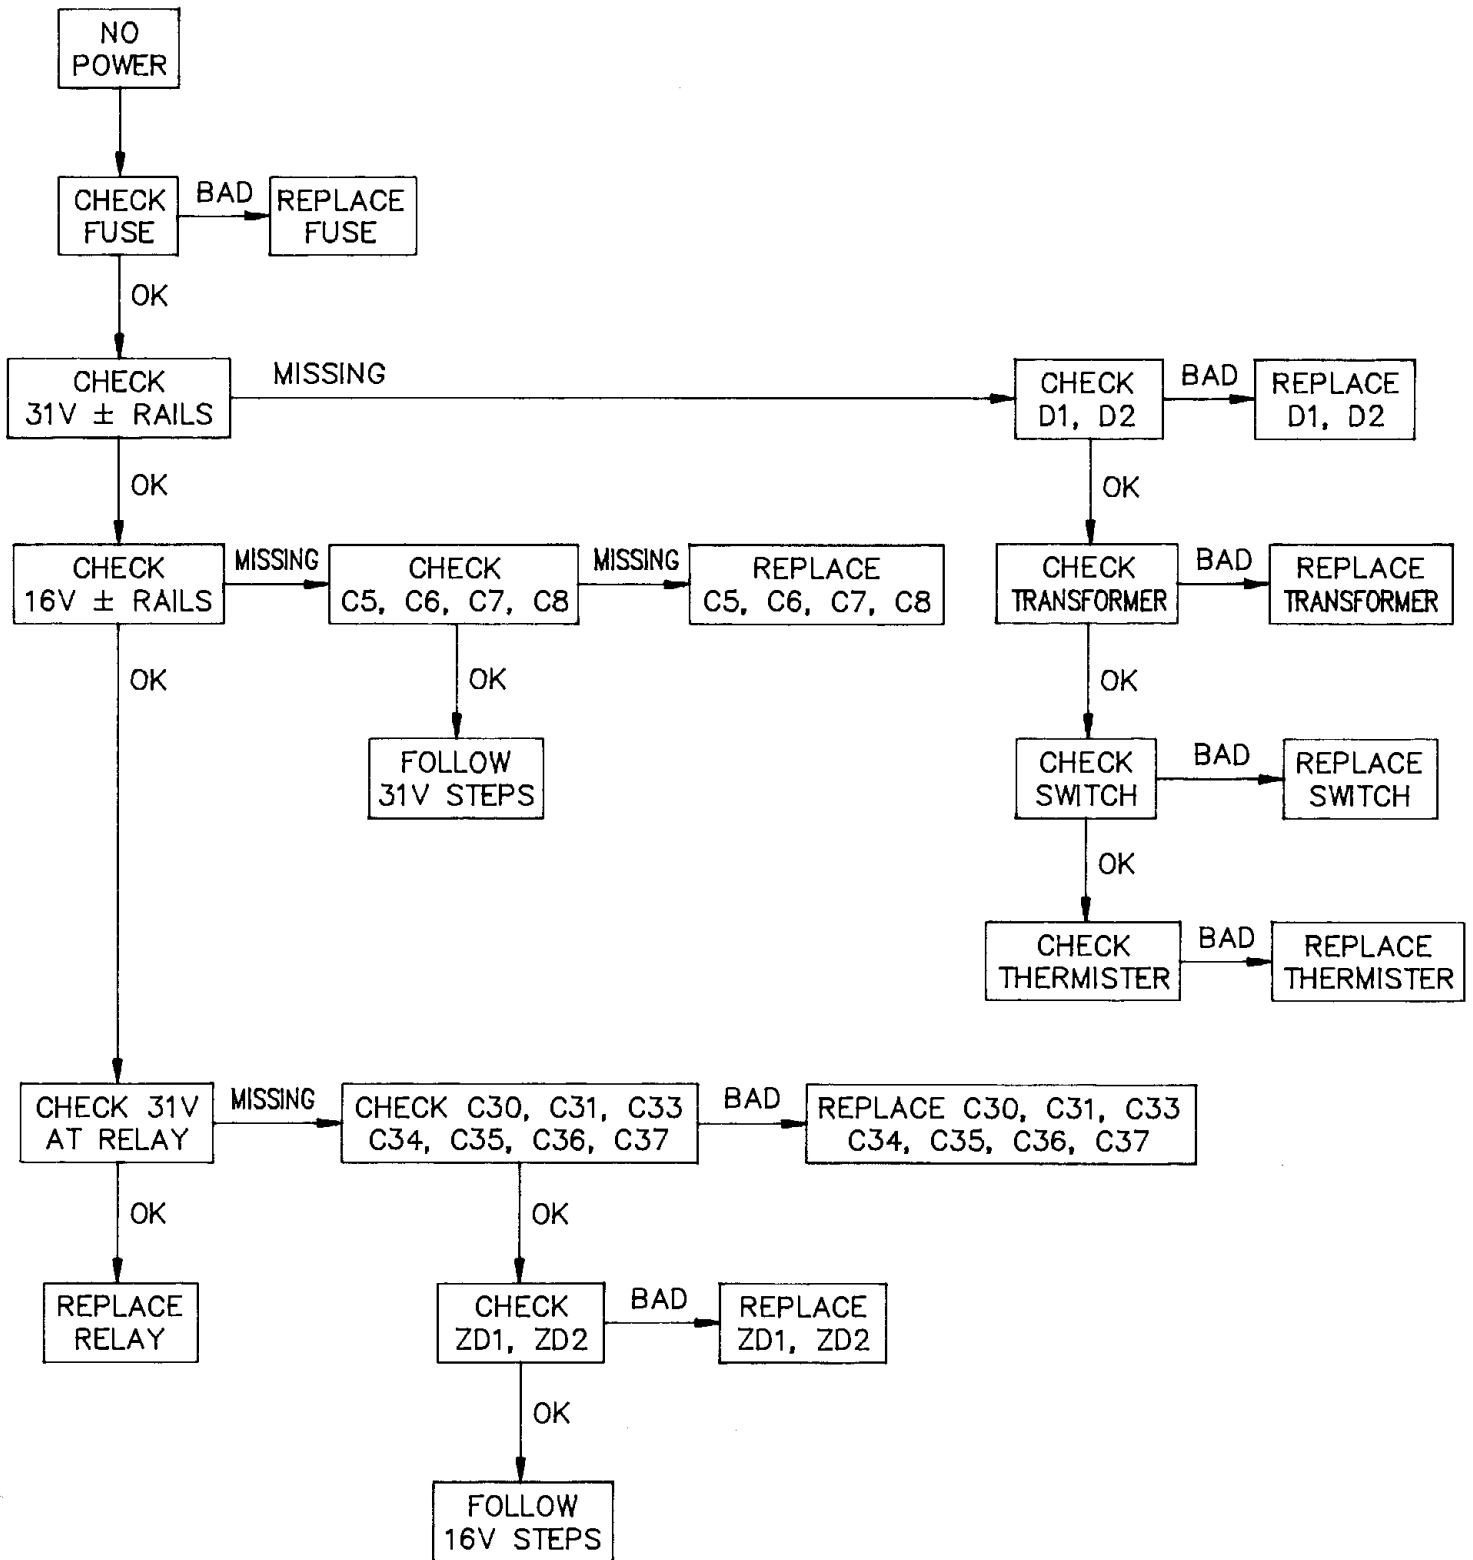 NO
POWER
CHECK
FUSE
BAD
REPLACE
FUSE
OK
CHECK
31V ± RAILS
MISSING
CHECK
D1, D2
BAD
REPLACE
D1, D2
OK
OK
CHECK
16V ± RAILS
MISSING
CHECK
C5, C6, C7, C8
MISSING
REPLACE
C5, C6, C7, C8
CHECK
TRANSFORMER
BAD
REPLACE
TRANSFORMER
OK
OK
OK
FOLLOW
31V STEPS
CHECK
SWITCH
BAD
REPLACE
SWITCH
OK
CHECK
THERMISTER
BAD
REPLACE
THERMISTER
CHECK 31V
AT RELAY
MISSING
CHECK C30, C31, C33
C34, C35, C36, C37
BAD
REPLACE C30, C31, C33
C34, C35, C36, C37
OK
OK
REPLACE
RELAY
CHECK
ZD1, ZD2
BAD
REPLACE
ZD1, ZD2
OK
FOLLOW
16V STEPS